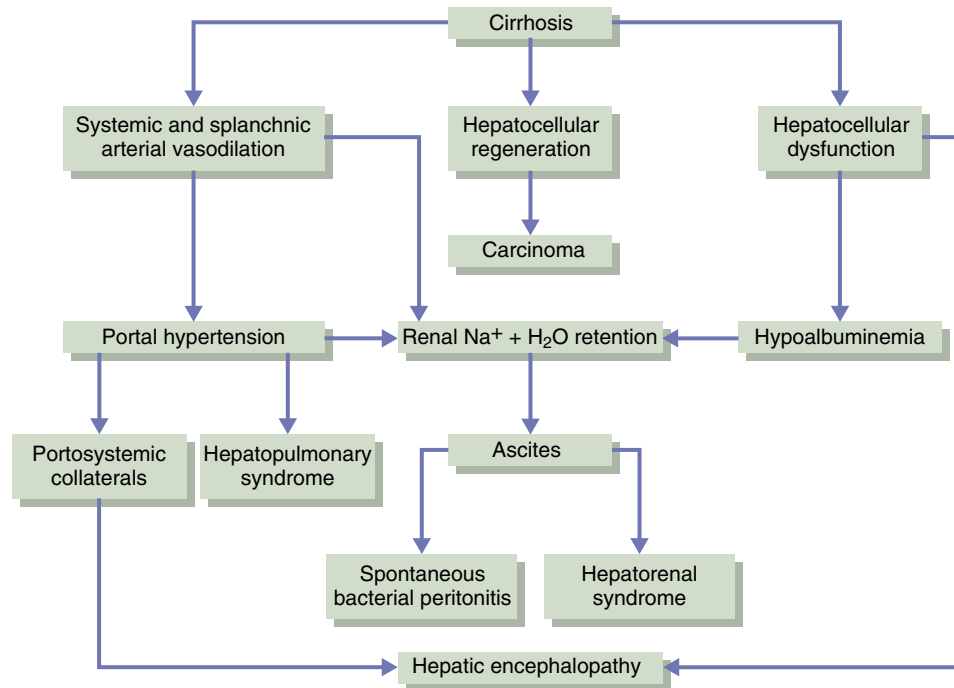 Cirrhosis
Systemic and splanchnic
arterial vasodilation
Hepatocellular
regeneration
Hepatocellular
dysfunction
Carcinoma
Portal hypertension
Renal Na⁺ + H₂O retention
Hypoalbuminemia
Portosystemic
collaterals
Hepatopulmonary
syndrome
Ascites
Spontaneous
bacterial peritonitis
Hepatorenal
syndrome
Hepatic encephalopathy